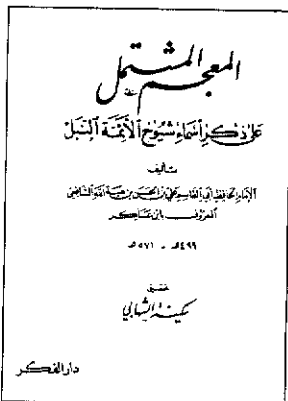 المعجم المشتمل
على ذكر أسماء شيوخ الأئمة النبل
تأليف
الإمام الحافظ أبي القاسم علي بن الحسن بن هبة الله الشافعي
المعروف بابن عساكر
٤٩٩هـ - ٥٧١هـ
تحقيق
سكينة الشهابي
دار الفكر